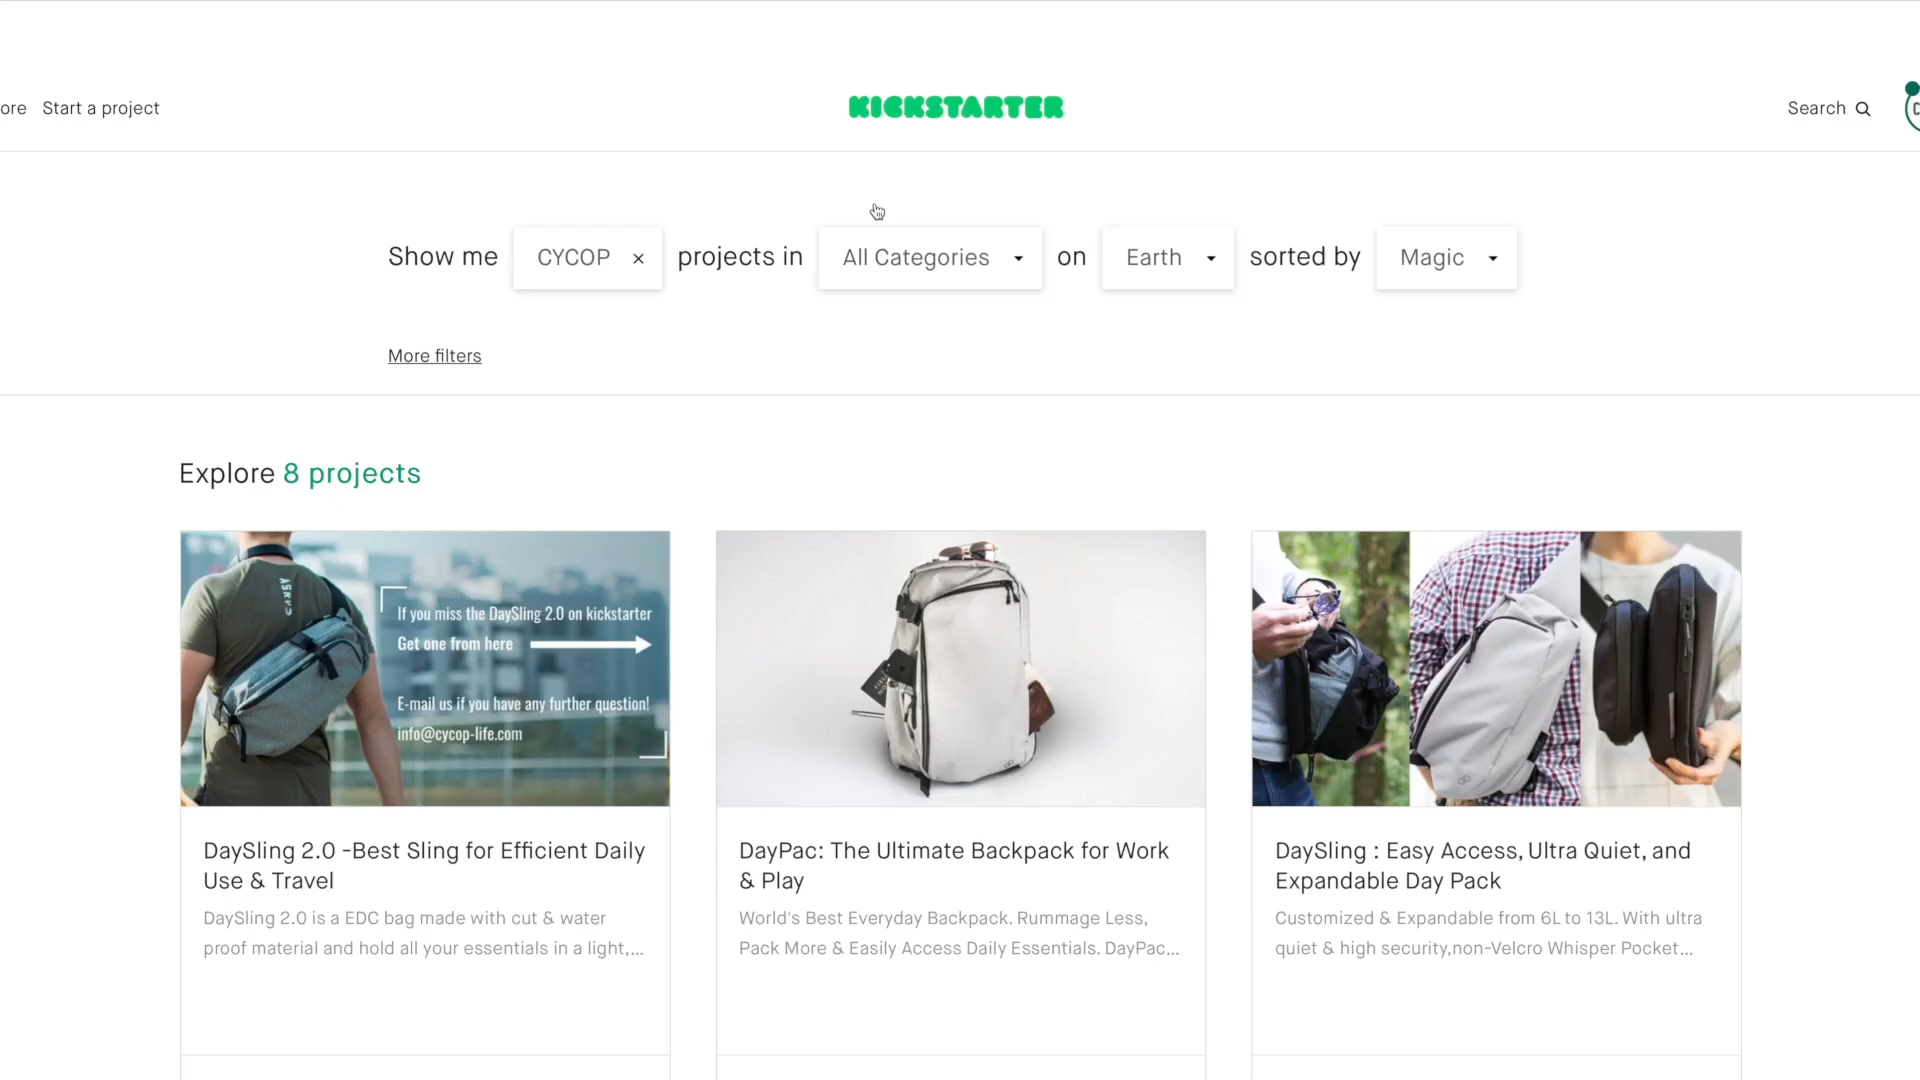 ore Start a project KICKSTARTER Search
Show me CYCOP × projects in All Categories on Earth sorted by Magic
More filters
Explore 8 projects
If you miss the DaySling 2.0 on kickstarter
Get one from here
E-mail us if you have any further question!
info@cycop-life.com
DaySling 2.0 -Best Sling for Efficient Daily
Use & Travel
DaySling 2.0 is a EDC bag made with cut & water
proof material and hold all your essentials in a light,...
DayPac: The Ultimate Backpack for Work
& Play
World's Best Everyday Backpack. Rummage Less,
Pack More & Easily Access Daily Essentials. DayPac...
DaySling : Easy Access, Ultra Quiet, and
Expandable Day Pack
Customized & Expandable from 6L to 13L. With ultra
quiet & high security,non-Velcro Whisper Pocket...